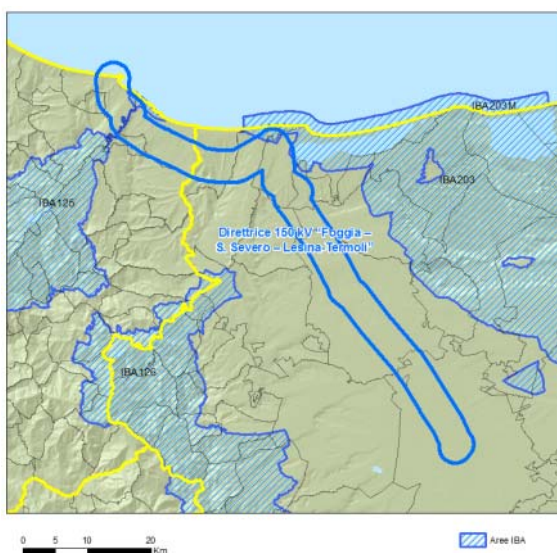 IBA203M
IBA125
IBA203
Direttrice 150 kV "Foggia –
S. Severo – Lesina-Termoli"
IBA126
0 5 10 20
Km
Aree IBA